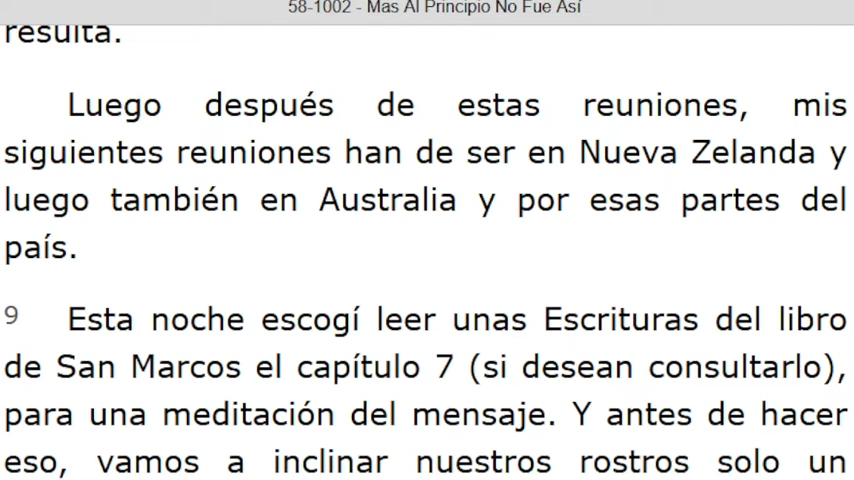 58-1002 - Mas Al Principio No Fue Así
resulta.
Luego después de estas reuniones, mis
siguientes reuniones han de ser en Nueva Zelanda y
luego también en Australia y por esas partes del
país.
9 Esta noche escogí leer unas Escrituras del libro
de San Marcos el capítulo 7 (si desean consultarlo),
para una meditación del mensaje. Y antes de hacer
eso, vamos a inclinar nuestros rostros solo un